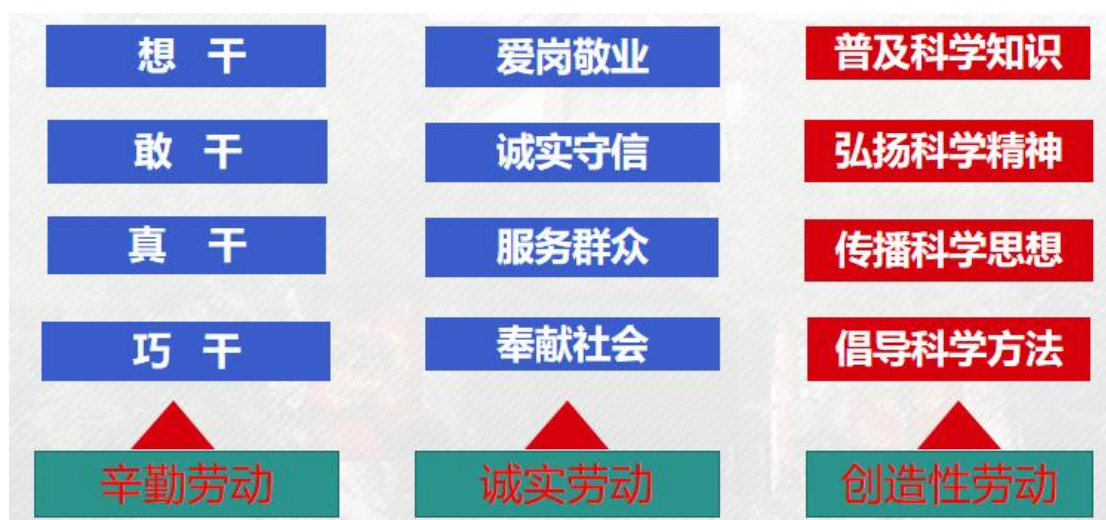 想 干 爱岗敬业 普及科学知识
敢 干 诚实守信 弘扬科学精神
真 干 服务群众 传播科学思想
巧 干 奉献社会 倡导科学方法
辛勤劳动 诚实劳动 创造性劳动